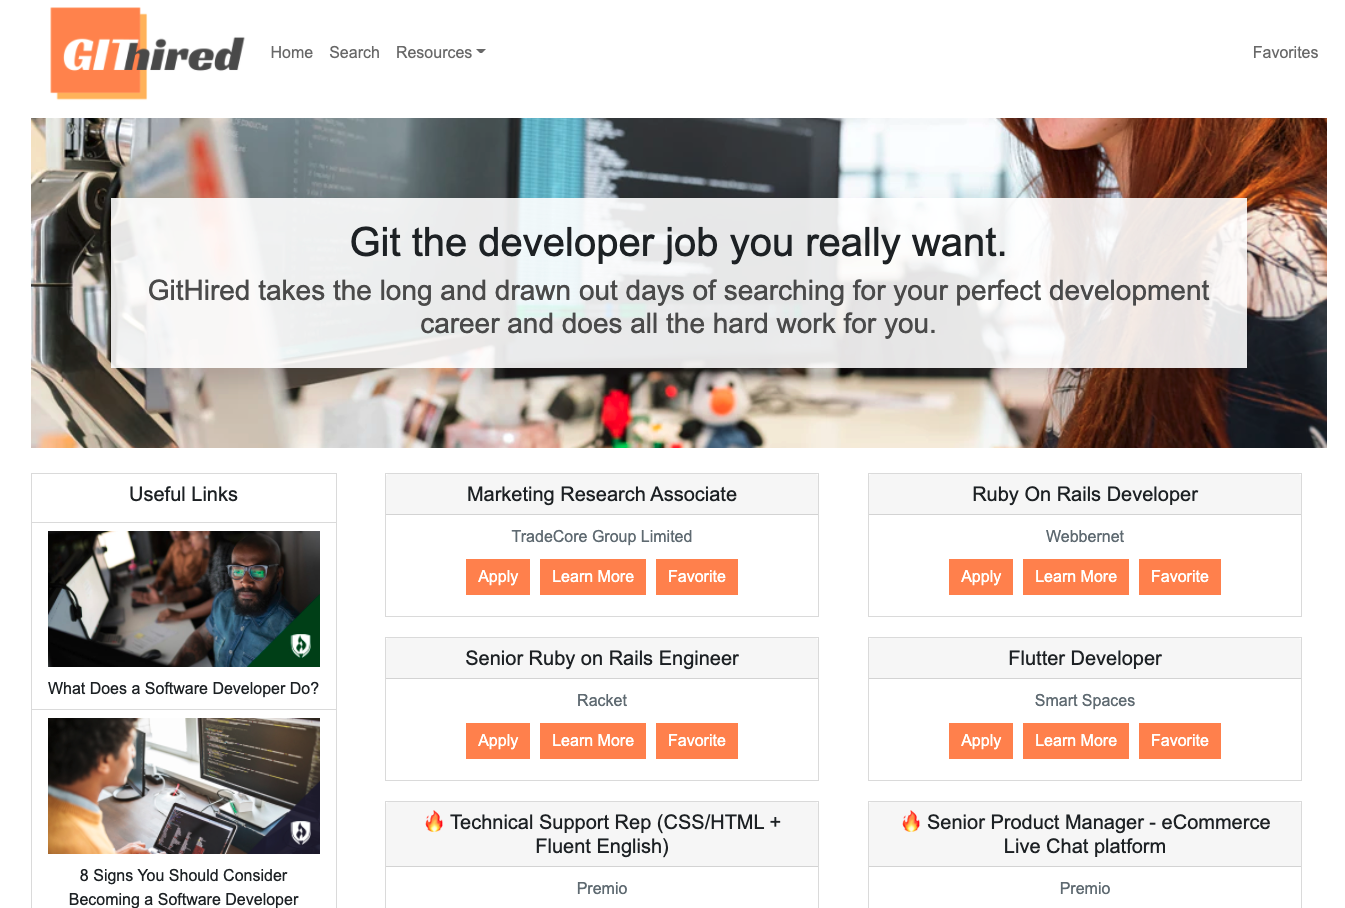 GIThired
Home Search Resources
Favorites
Git the developer job you really want.
GitHired takes the long and drawn out days of searching for your perfect development
career and does all the hard work for you.
Useful Links
What Does a Software Developer Do?
8 Signs You Should Consider
Becoming a Software Developer
Marketing Research Associate
TradeCore Group Limited
Apply Learn More Favorite
Ruby On Rails Developer
Webbernet
Apply Learn More Favorite
Senior Ruby on Rails Engineer
Racket
Apply Learn More Favorite
Flutter Developer
Smart Spaces
Apply Learn More Favorite
🔥 Technical Support Rep (CSS/HTML +
Fluent English)
Premio
🔥 Senior Product Manager - eCommerce
Live Chat platform
Premio